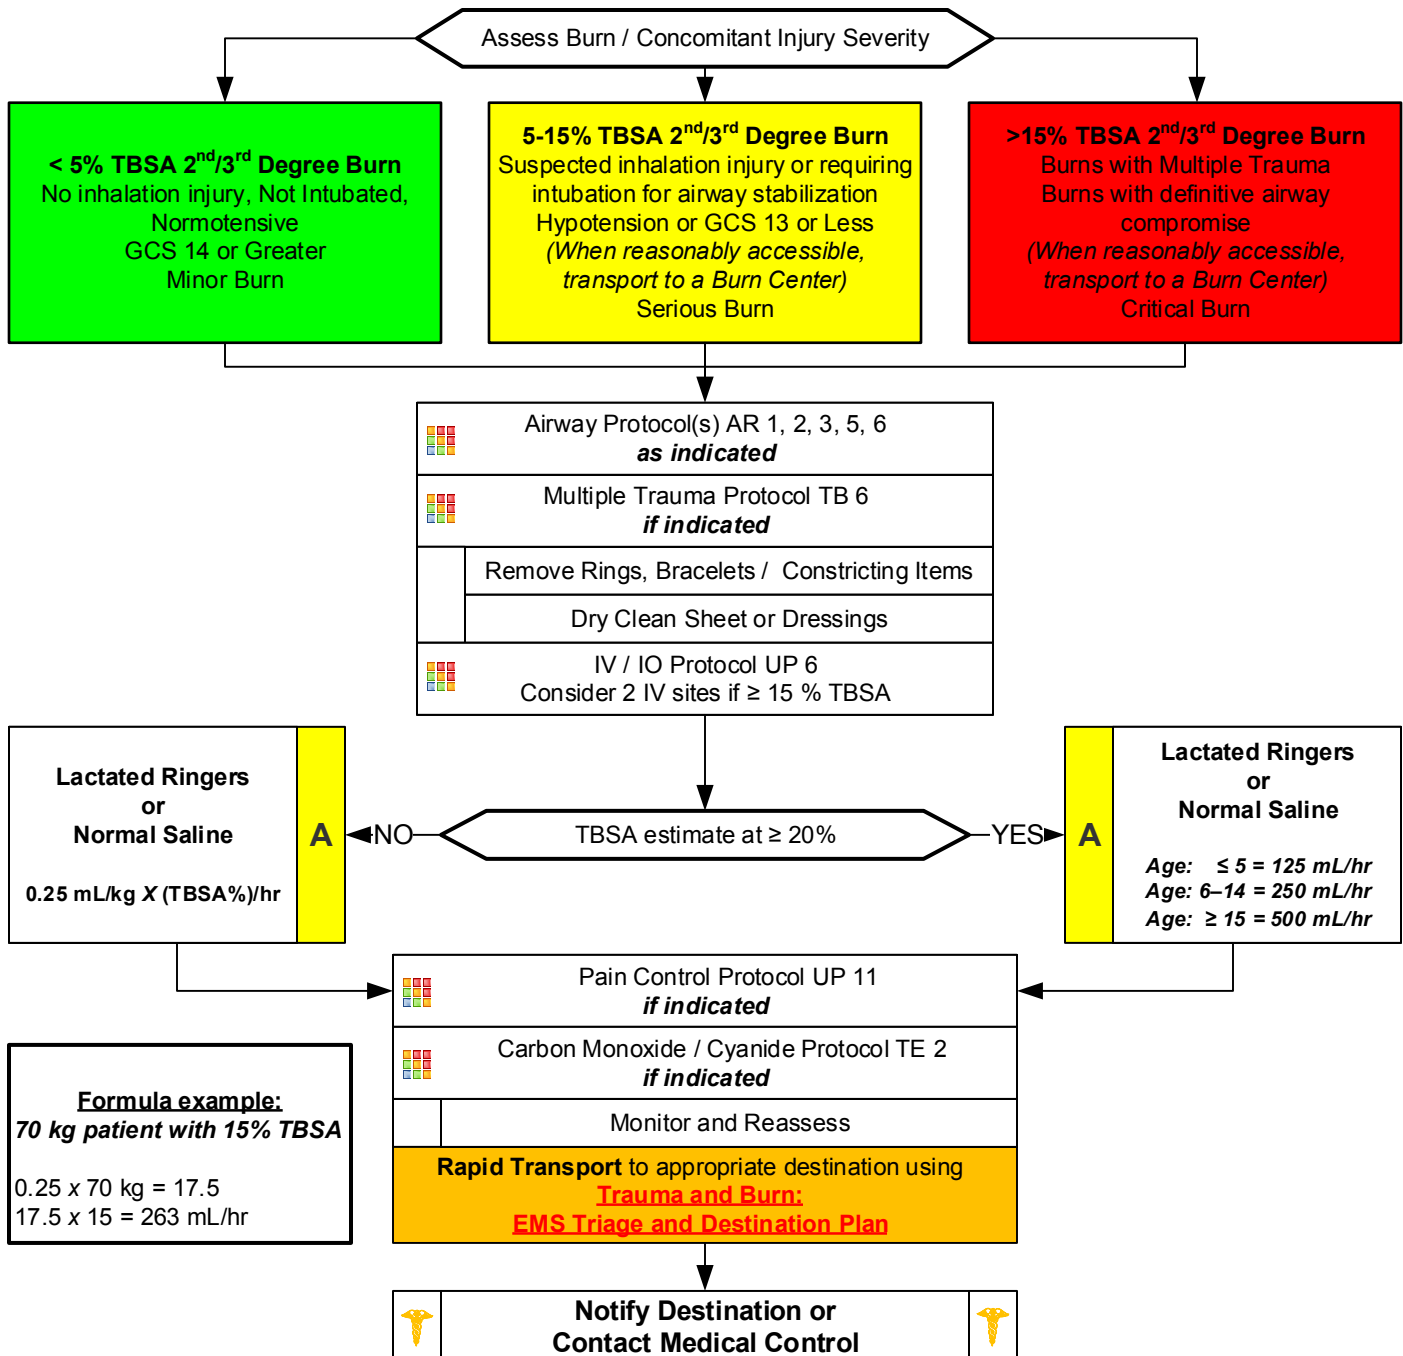 Assess Burn / Concomitant Injury Severity
< 5% TBSA 2nd/3rd Degree Burn
No inhalation injury, Not Intubated,
Normotensive
GCS 14 or Greater
Minor Burn
5-15% TBSA 2nd/3rd Degree Burn
Suspected inhalation injury or requiring
intubation for airway stabilization
Hypotension or GCS 13 or Less
(When reasonably accessible,
transport to a Burn Center)
Serious Burn
>15% TBSA 2nd/3rd Degree Burn
Burns with Multiple Trauma
Burns with definitive airway
compromise
(When reasonably accessible,
transport to a Burn Center)
Critical Burn
Airway Protocol(s) AR 1, 2, 3, 5, 6
as indicated
Multiple Trauma Protocol TB 6
if indicated
Remove Rings, Bracelets / Constricting Items
Dry Clean Sheet or Dressings
IV / IO Protocol UP 6
Consider 2 IV sites if ≥ 15 % TBSA
Lactated Ringers
or
Normal Saline
0.25 mL/kg X (TBSA%)/hr
A
NO
TBSA estimate at ≥ 20%
YES
A
Lactated Ringers
or
Normal Saline
Age: ≤ 5 = 125 mL/hr
Age: 6–14 = 250 mL/hr
Age: ≥ 15 = 500 mL/hr
Pain Control Protocol UP 11
if indicated
Carbon Monoxide / Cyanide Protocol TE 2
if indicated
Monitor and Reassess
Rapid Transport to appropriate destination using
Trauma and Burn:
EMS Triage and Destination Plan
Formula example:
70 kg patient with 15% TBSA
0.25 x 70 kg = 17.5
17.5 x 15 = 263 mL/hr
Notify Destination or
Contact Medical Control